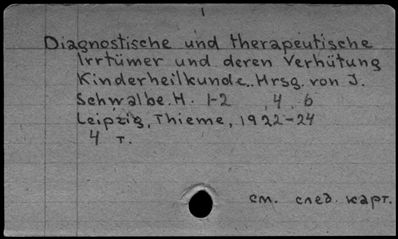 1
Diagnostische und therapeutische
Irrtümer und deren Verhütung
Kinderheilkunde. Hrsg. von J.
Schwalbe. H. 1-2 , 4, 6
Leipzig, Thieme, 1922-24
4 т.
см. след. карт.